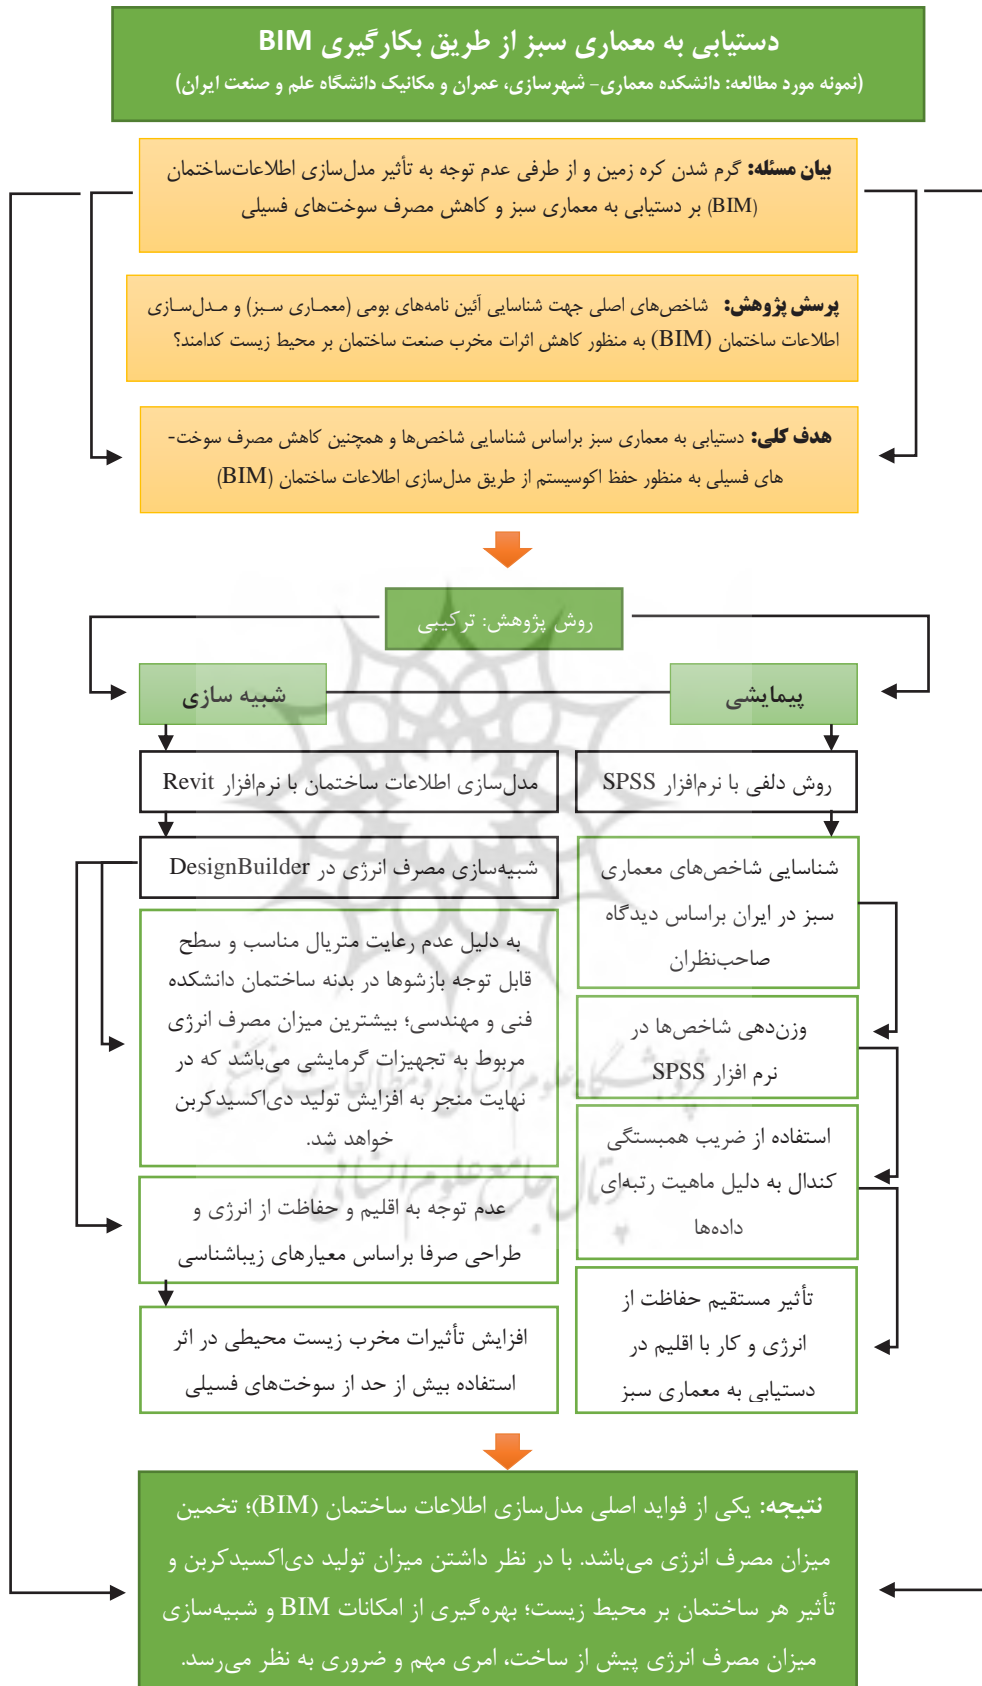 دستیابی به معماری سبز از طریق بکارگیری BIM
(نمونه مورد مطالعه: دانشکده معماری- شهرسازی، عمران و مکانیک دانشگاه علم و صنعت ایران)
بیان مسئله: گرم شدن کره زمین و از طرفی عدم توجه به تأثیر مدل‌سازی اطلاعات‌ساختمان
(BIM) بر دستیابی به معماری سبز و کاهش مصرف سوخت‌های فسیلی
پرسش پژوهش: شاخص‌های اصلی جهت شناسایی آئین نامه‌های بومی (معماری سبز) و مدل‌سازی
اطلاعات ساختمان (BIM) به منظور کاهش اثرات مخرب صنعت ساختمان بر محیط زیست کدامند؟
هدف کلی: دستیابی به معماری سبز براساس شناسایی شاخص‌ها و همچنین کاهش مصرف سوخت-
های فسیلی به منظور حفظ اکوسیستم از طریق مدل‌سازی اطلاعات ساختمان (BIM)
روش پژوهش: ترکیبی
پیمایشی
شبیه سازی
روش دلفی با نرم‌افزار SPSS
مدل‌سازی اطلاعات ساختمان با نرم‌افزار Revit
شناسایی شاخص‌های معماری
سبز در ایران براساس دیدگاه
صاحب‌نظران
وزن‌دهی شاخص‌ها در
نرم افزار SPSS
استفاده از ضریب همبستگی
کندال به دلیل ماهیت رتبه‌ای
داده‌ها
تأثیر مستقیم حفاظت از
انرژی و کار با اقلیم در
دستیابی به معماری سبز
شبیه‌سازی مصرف انرژی در DesignBuilder
به دلیل عدم رعایت متریال مناسب و سطح
قابل توجه بازشوها در بدنه ساختمان دانشکده
فنی و مهندسی؛ بیشترین میزان مصرف انرژی
مربوط به تجهیزات گرمایشی می‌باشد که در
نهایت منجر به افزایش تولید دی‌اکسیدکربن
خواهد شد.
عدم توجه به اقلیم و حفاظت از انرژی و
طراحی صرفا براساس معیارهای زیباشناسی
افزایش تأثیرات مخرب زیست محیطی در اثر
استفاده بیش از حد از سوخت‌های فسیلی
پژوهشگاه علوم انسانی و مطالعات فرهنگی
پرتال جامع علوم انسانی
نتیجه: یکی از فواید اصلی مدل‌سازی اطلاعات ساختمان (BIM)؛ تخمین
میزان مصرف انرژی می‌باشد. با در نظر داشتن میزان تولید دی‌اکسیدکربن و
تأثیر هر ساختمان بر محیط زیست؛ بهره‌گیری از امکانات BIM و شبیه‌سازی
میزان مصرف انرژی پیش از ساخت، امری مهم و ضروری به نظر می‌رسد.